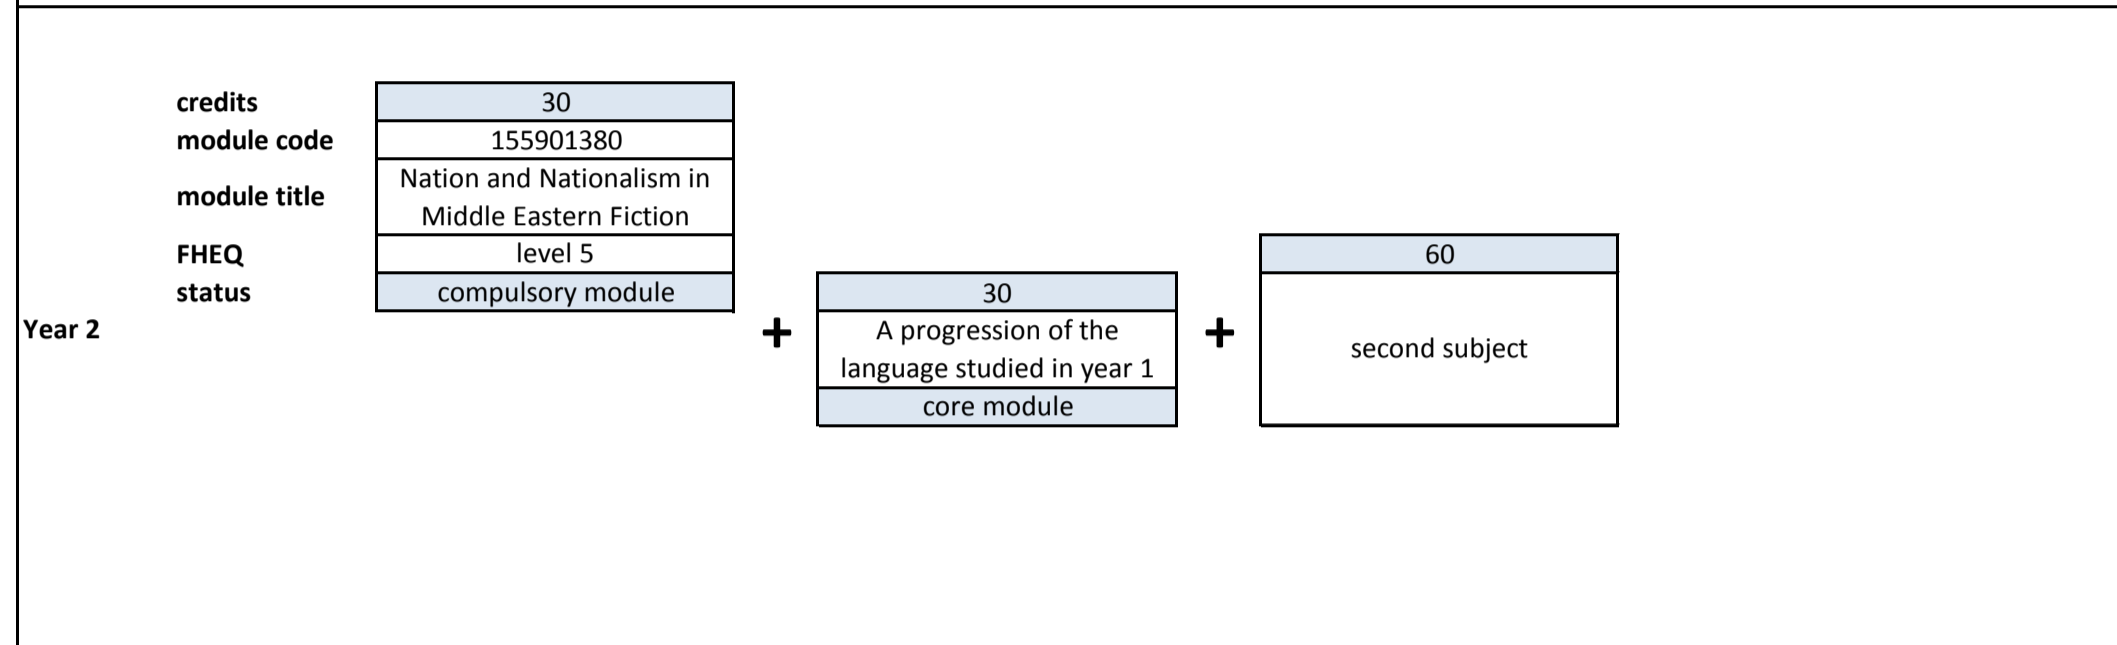 credits 30
module code 155901380
module title Nation and Nationalism in
Middle Eastern Fiction
FHEQ level 5
status compulsory module
Year 2
+
30
A progression of the
language studied in year 1
core module
+
60
second subject